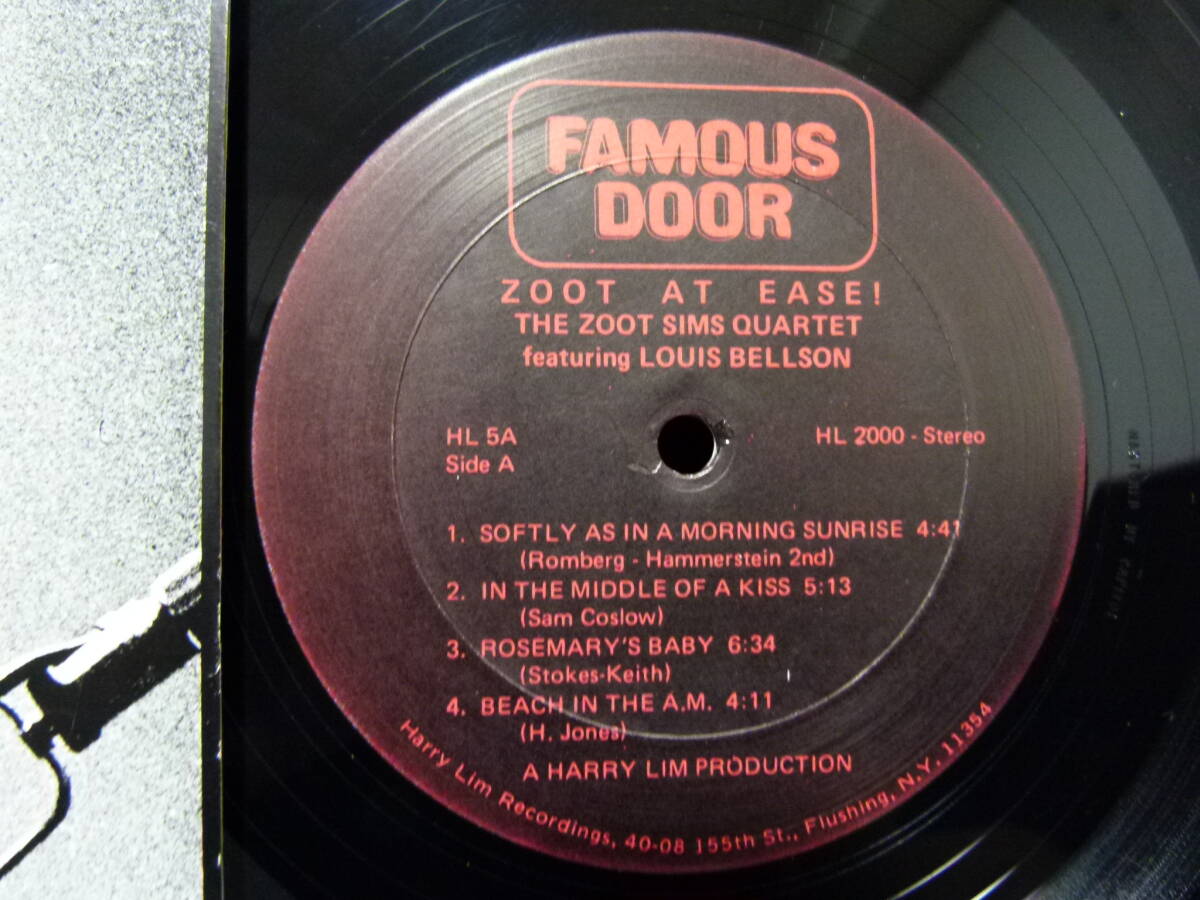 FAMOUS
DOOR
ZOOT AT EASE!
THE ZOOT SIMS QUARTET
featuring LOUIS BELLSON
HL 5A
Side A
HL 2000 - Stereo
1. SOFTLY AS IN A MORNING SUNRISE 4:41
(Romberg - Hammerstein 2nd)
2. IN THE MIDDLE OF A KISS 5:13
(Sam Coslow)
3. ROSEMARY'S BABY 6:34
(Stokes-Keith)
4. BEACH IN THE A.M. 4:11
(H. Jones)
A HARRY LIM PRODUCTION
Harry Lim Recordings, 40-08 155th St., Flushing, N.Y. 11354